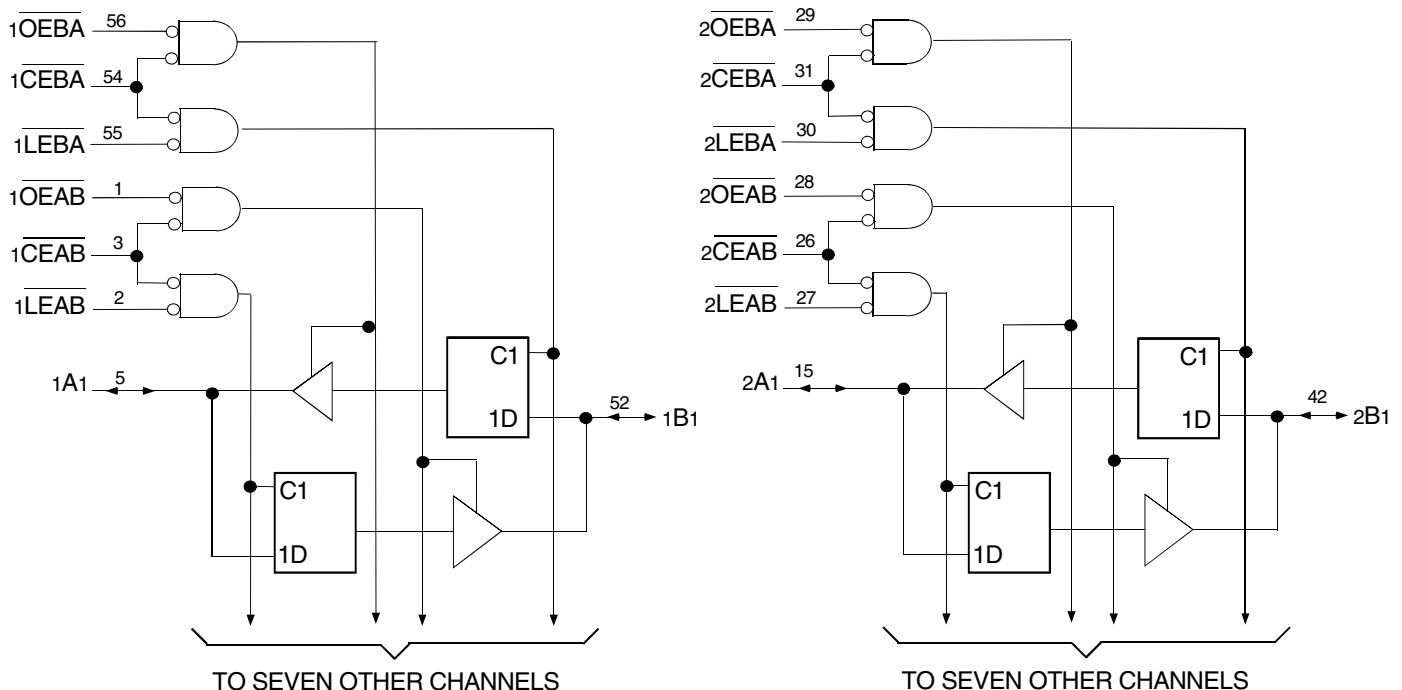 1OEBA 56
1CEBA 54
1LEBA 55
1OEAB 1
1CEAB 3
1LEAB 2
1A1 5
C1
1D
52 1B1
C1
1D
TO SEVEN OTHER CHANNELS
2OEBA 29
2CEBA 31
2LEBA 30
2OEAB 28
2CEAB 26
2LEAB 27
2A1 15
C1
1D
42 2B1
C1
1D
TO SEVEN OTHER CHANNELS